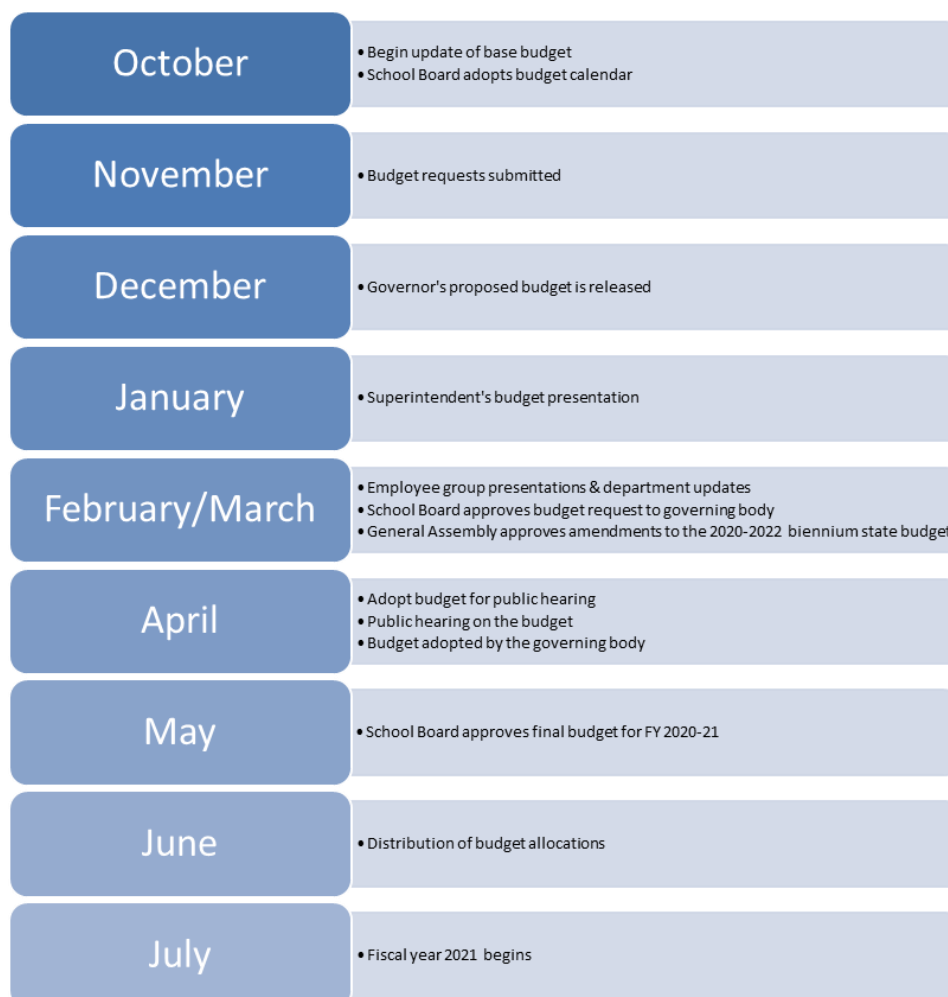 October
• Begin update of base budget
• School Board adopts budget calendar
November
• Budget requests submitted
December
• Governor's proposed budget is released
January
• Superintendent's budget presentation
February/March
• Employee group presentations & department updates
• School Board approves budget request to governing body
• General Assembly approves amendments to the 2020-2022 biennium state budget
April
• Adopt budget for public hearing
• Public hearing on the budget
• Budget adopted by the governing body
May
• School Board approves final budget for FY 2020-21
June
• Distribution of budget allocations
July
• Fiscal year 2021 begins